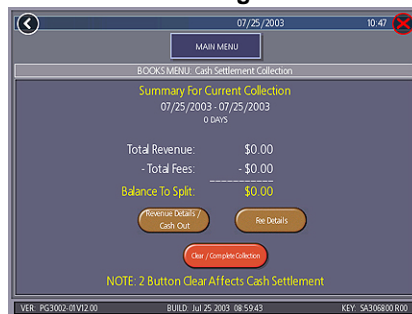 07/25/2003 10:47
MAIN MENU
BOOKS MENU: Cash Settlement Collection
Summary For Current Collection
07/25/2003 - 07/25/2003
0 DAYS
Total Revenue: $0.00
- Total Fees: - $0.00
Balance To Split: $0.00
Revenue Details / Cash Out
Fee Details
Clear / Complete Collection
NOTE: 2 Button Clear Affects Cash Settlement
VER: PG3002-01V12.00 BUILD: Jul 25 2003 08:59:43 KEY: SA306800 R00